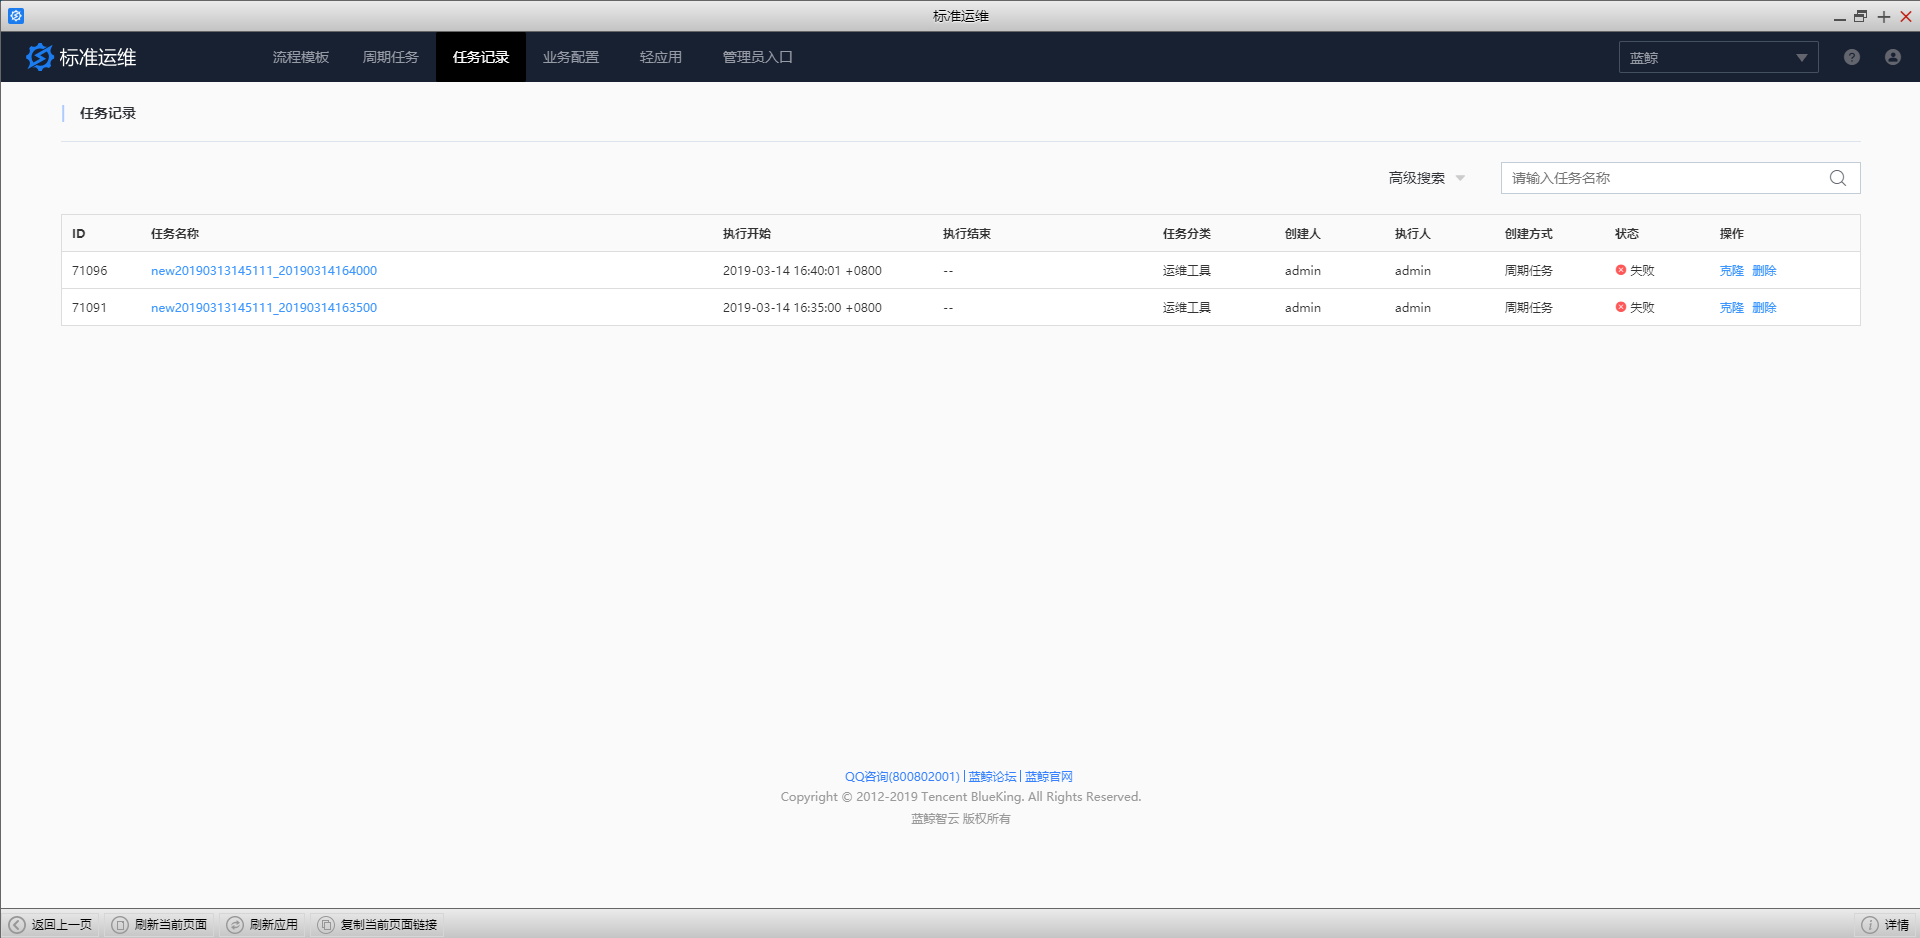 标准运维
标准运维 流程模板 周期任务 任务记录 业务配置 轻应用 管理员入口 蓝鲸
任务记录
高级搜索 请输入任务名称
ID 任务名称 执行开始 执行结束 任务分类 创建人 执行人 创建方式 状态 操作
71096 new20190313145111_20190314164000 2019-03-14 16:40:01 +0800 -- 运维工具 admin admin 周期任务 失败 克隆 删除
71091 new20190313145111_20190314163500 2019-03-14 16:35:00 +0800 -- 运维工具 admin admin 周期任务 失败 克隆 删除
QQ咨询(800802001) | 蓝鲸论坛 | 蓝鲸官网
Copyright © 2012-2019 Tencent BlueKing. All Rights Reserved.
蓝鲸智云 版权所有
返回上一页 刷新当前页面 刷新应用 复制当前页面链接 详情